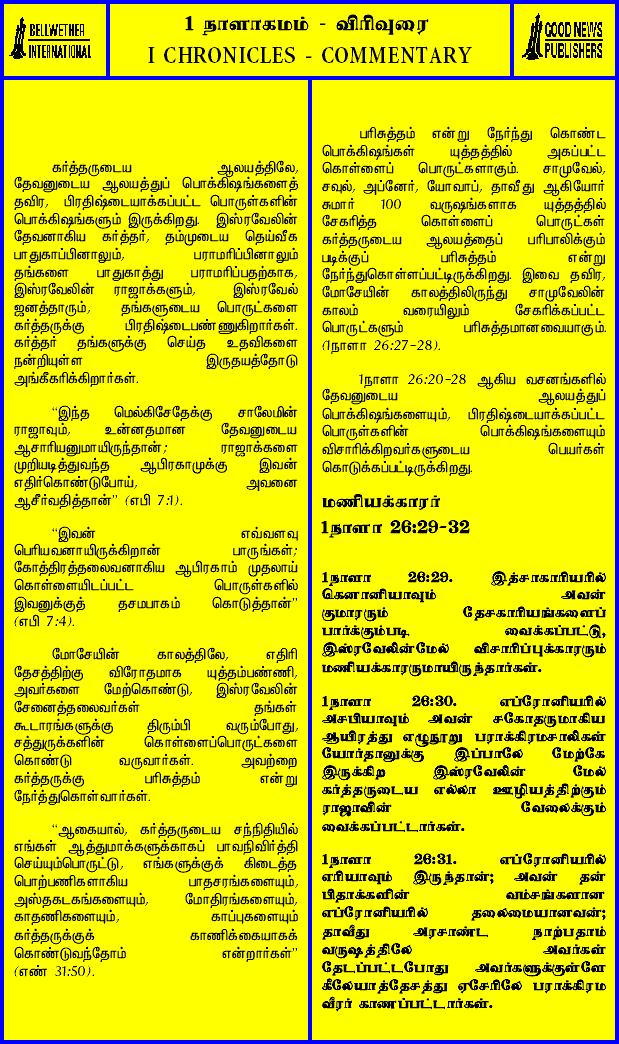 BELLWETHER
INTERNATIONAL
1 நாளாகமம் - விரிவுரை
I CHRONICLES - COMMENTARY
GOOD NEWS
PUBLISHERS
கர்த்தருடைய ஆலயத்திலே,
தேவனுடைய ஆலயத்துப் பொக்கிஷங்களைத்
தவிர, பிரதிஷ்டையாக்கப்பட்ட பொருள்களின்
பொக்கிஷங்களும் இருக்கிறது. இஸ்ரவேலின்
தேவனாகிய கர்த்தர், தம்முடைய தெய்வீக
பாதுகாப்பினாலும், பராமரிப்பினாலும்
தங்களை பாதுகாத்து பராமரிப்பதற்காக,
இஸ்ரவேலின் ராஜாக்களும், இஸ்ரவேல்
ஜனத்தாரும், தங்களுடைய பொருட்களை
கர்த்தருக்கு பிரதிஷ்டைபண்ணுகிறார்கள்.
கர்த்தர் தங்களுக்கு செய்த உதவிகளை
நன்றியுள்ள இருதயத்தோடு
அங்கீகரிக்கிறார்கள்.
“இந்த மெல்கிசேதேக்கு சாலேமின்
ராஜாவும், உன்னதமான தேவனுடைய
ஆசாரியனுமாயிருந்தான்; ராஜாக்களை
முறியடித்துவந்த ஆபிரகாமுக்கு இவன்
எதிர்கொண்டுபோய், அவனை
ஆசீர்வதித்தான்” (எபி 7:1).
“இவன் எவ்வளவு
பெரியவனாயிருக்கிறான் பாருங்கள்;
கோத்திரத்தலைவனாகிய ஆபிரகாம் முதலாய்
கொள்ளையிடப்பட்ட பொருள்களில்
இவனுக்குத் தசமபாகம் கொடுத்தான்”
(எபி 7:4).
மோசேயின் காலத்திலே, எதிரி
தேசத்திற்கு விரோதமாக யுத்தம்பண்ணி,
அவர்களை மேற்கொண்டு, இஸ்ரவேலின்
சேனைத்தலைவர்கள் தங்கள்
கூடாரங்களுக்கு திரும்பி வரும்போது,
சத்துருக்களின் கொள்ளைப்பொருட்களை
கொண்டு வருவார்கள். அவற்றை
கர்த்தருக்கு பரிசுத்தம் என்று
நேர்த்துகொள்வார்கள்.
“ஆகையால், கர்த்தருடைய சந்நிதியில்
எங்கள் ஆத்துமாக்களுக்காகப் பாவநிவிர்த்தி
செய்யும்பொருட்டு, எங்களுக்குக் கிடைத்த
பொற்பணிகளாகிய பாதசரங்களையும்,
அஸ்தகடகங்களையும், மோதிரங்களையும்,
காதணிகளையும், காப்புகளையும்
கர்த்தருக்குக் காணிக்கையாகக்
கொண்டுவந்தோம் என்றார்கள்”
(எண் 31:50).
பரிசுத்தம் என்று நேர்ந்து கொண்ட
பொக்கிஷங்கள் யுத்தத்தில் அகப்பட்ட
கொள்ளைப் பொருட்களாகும். சாமுவேல்,
சவுல், அப்னேர், யோவாப், தாவீது ஆகியோர்
சுமார் 100 வருஷங்களாக யுத்தத்தில்
சேகரித்த கொள்ளைப் பொருட்கள்
கர்த்தருடைய ஆலயத்தைப் பரிபாலிக்கும்
படிக்குப் பரிசுத்தம் என்று
நேர்ந்துகொள்ளப்பட்டிருக்கிறது. இவை தவிர,
மோசேயின் காலத்திலிருந்து சாமுவேலின்
காலம் வரையிலும் சேகரிக்கப்பட்ட
பொருட்களும் பரிசுத்தமானவையாகும்.
(1நாளா 26:27-28).
1நாளா 26:20-28 ஆகிய வசனங்களில்
தேவனுடைய ஆலயத்துப்
பொக்கிஷங்களையும், பிரதிஷ்டையாக்கப்பட்ட
பொருள்களின் பொக்கிஷங்களையும்
விசாரிக்கிறவர்களுடைய பெயர்கள்
கொடுக்கப்பட்டிருக்கிறது.
மணியக்காரர்
1நாளா 26:29-32
1நாளா 26:29. இத்சாகாரியரில்
கெனானியாவும் அவன்
குமாரரும் தேசகாரியங்களைப்
பார்க்கும்படி வைக்கப்பட்டு,
இஸ்ரவேலின்மேல் விசாரிப்புக்காரரும்
மணியக்காரருமாயிருந்தார்கள்.
1நாளா 26:30. எப்ரோனியரில்
அசபியாவும் அவன் சகோதருமாகிய
ஆயிரத்து எழுநூறு பராக்கிரமசாலிகள்
யோர்தானுக்கு இப்பாலே மேற்கே
இருக்கிற இஸ்ரவேலின் மேல்
கர்த்தருடைய எல்லா ஊழியத்திற்கும்
ராஜாவின் வேலைக்கும்
வைக்கப்பட்டார்கள்.
1நாளா 26:31. எப்ரோனியரில்
எரியாவும் இருந்தான்; அவன் தன்
பிதாக்களின் வம்சங்களான
எப்ரோனியரில் தலைமையானவன்;
தாவீது அரசாண்ட நாற்பதாம்
வருஷத்திலே அவர்கள்
தேடப்பட்டபோது அவர்களுக்குள்ளே
கீலேயாத்தேசத்து ஏசேரிலே பராக்கிரம
வீரர் காணப்பட்டார்கள்.